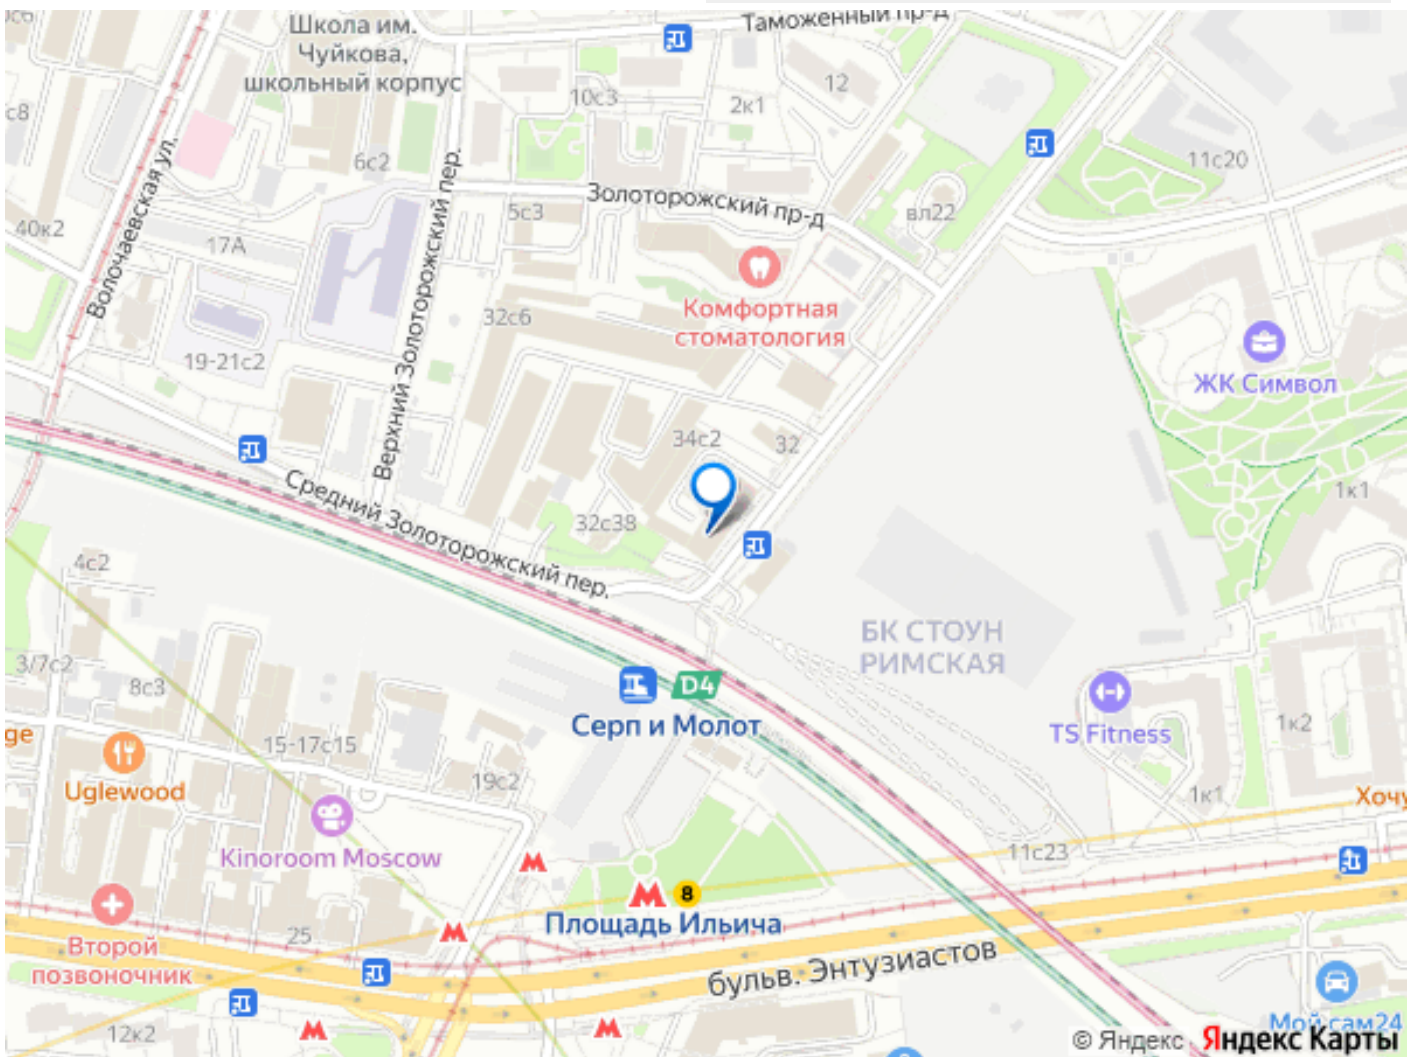 Школа им.
Чуйкова,
школьный корпус
Таможенный пр-д
с8
10с3
2к1
12
11с20
6с2
Волочаевская ул.
Верхний Золоторожский пер.
Золоторожский пр-д
5с3
вл22
40к2
17А
Комфортная
стоматология
32с6
19-21с2
ЖК Символ
34с2
32
Средний Золоторожский пер.
32с38
1к1
4с2
БК СТОУН
РИМСКАЯ
3/7с2
8с3
D4
Серп и Молот
TS Fitness
1к2
ge
15-17с15
Uglewood
19с2
1к1
Хочу
Kinoroom Moscow
11с23
8
Площадь Ильича
Второй
позвоночник
25
бульв. Энтузиастов
12к2
Мой сам24
© Яндекс Яндекс Карты